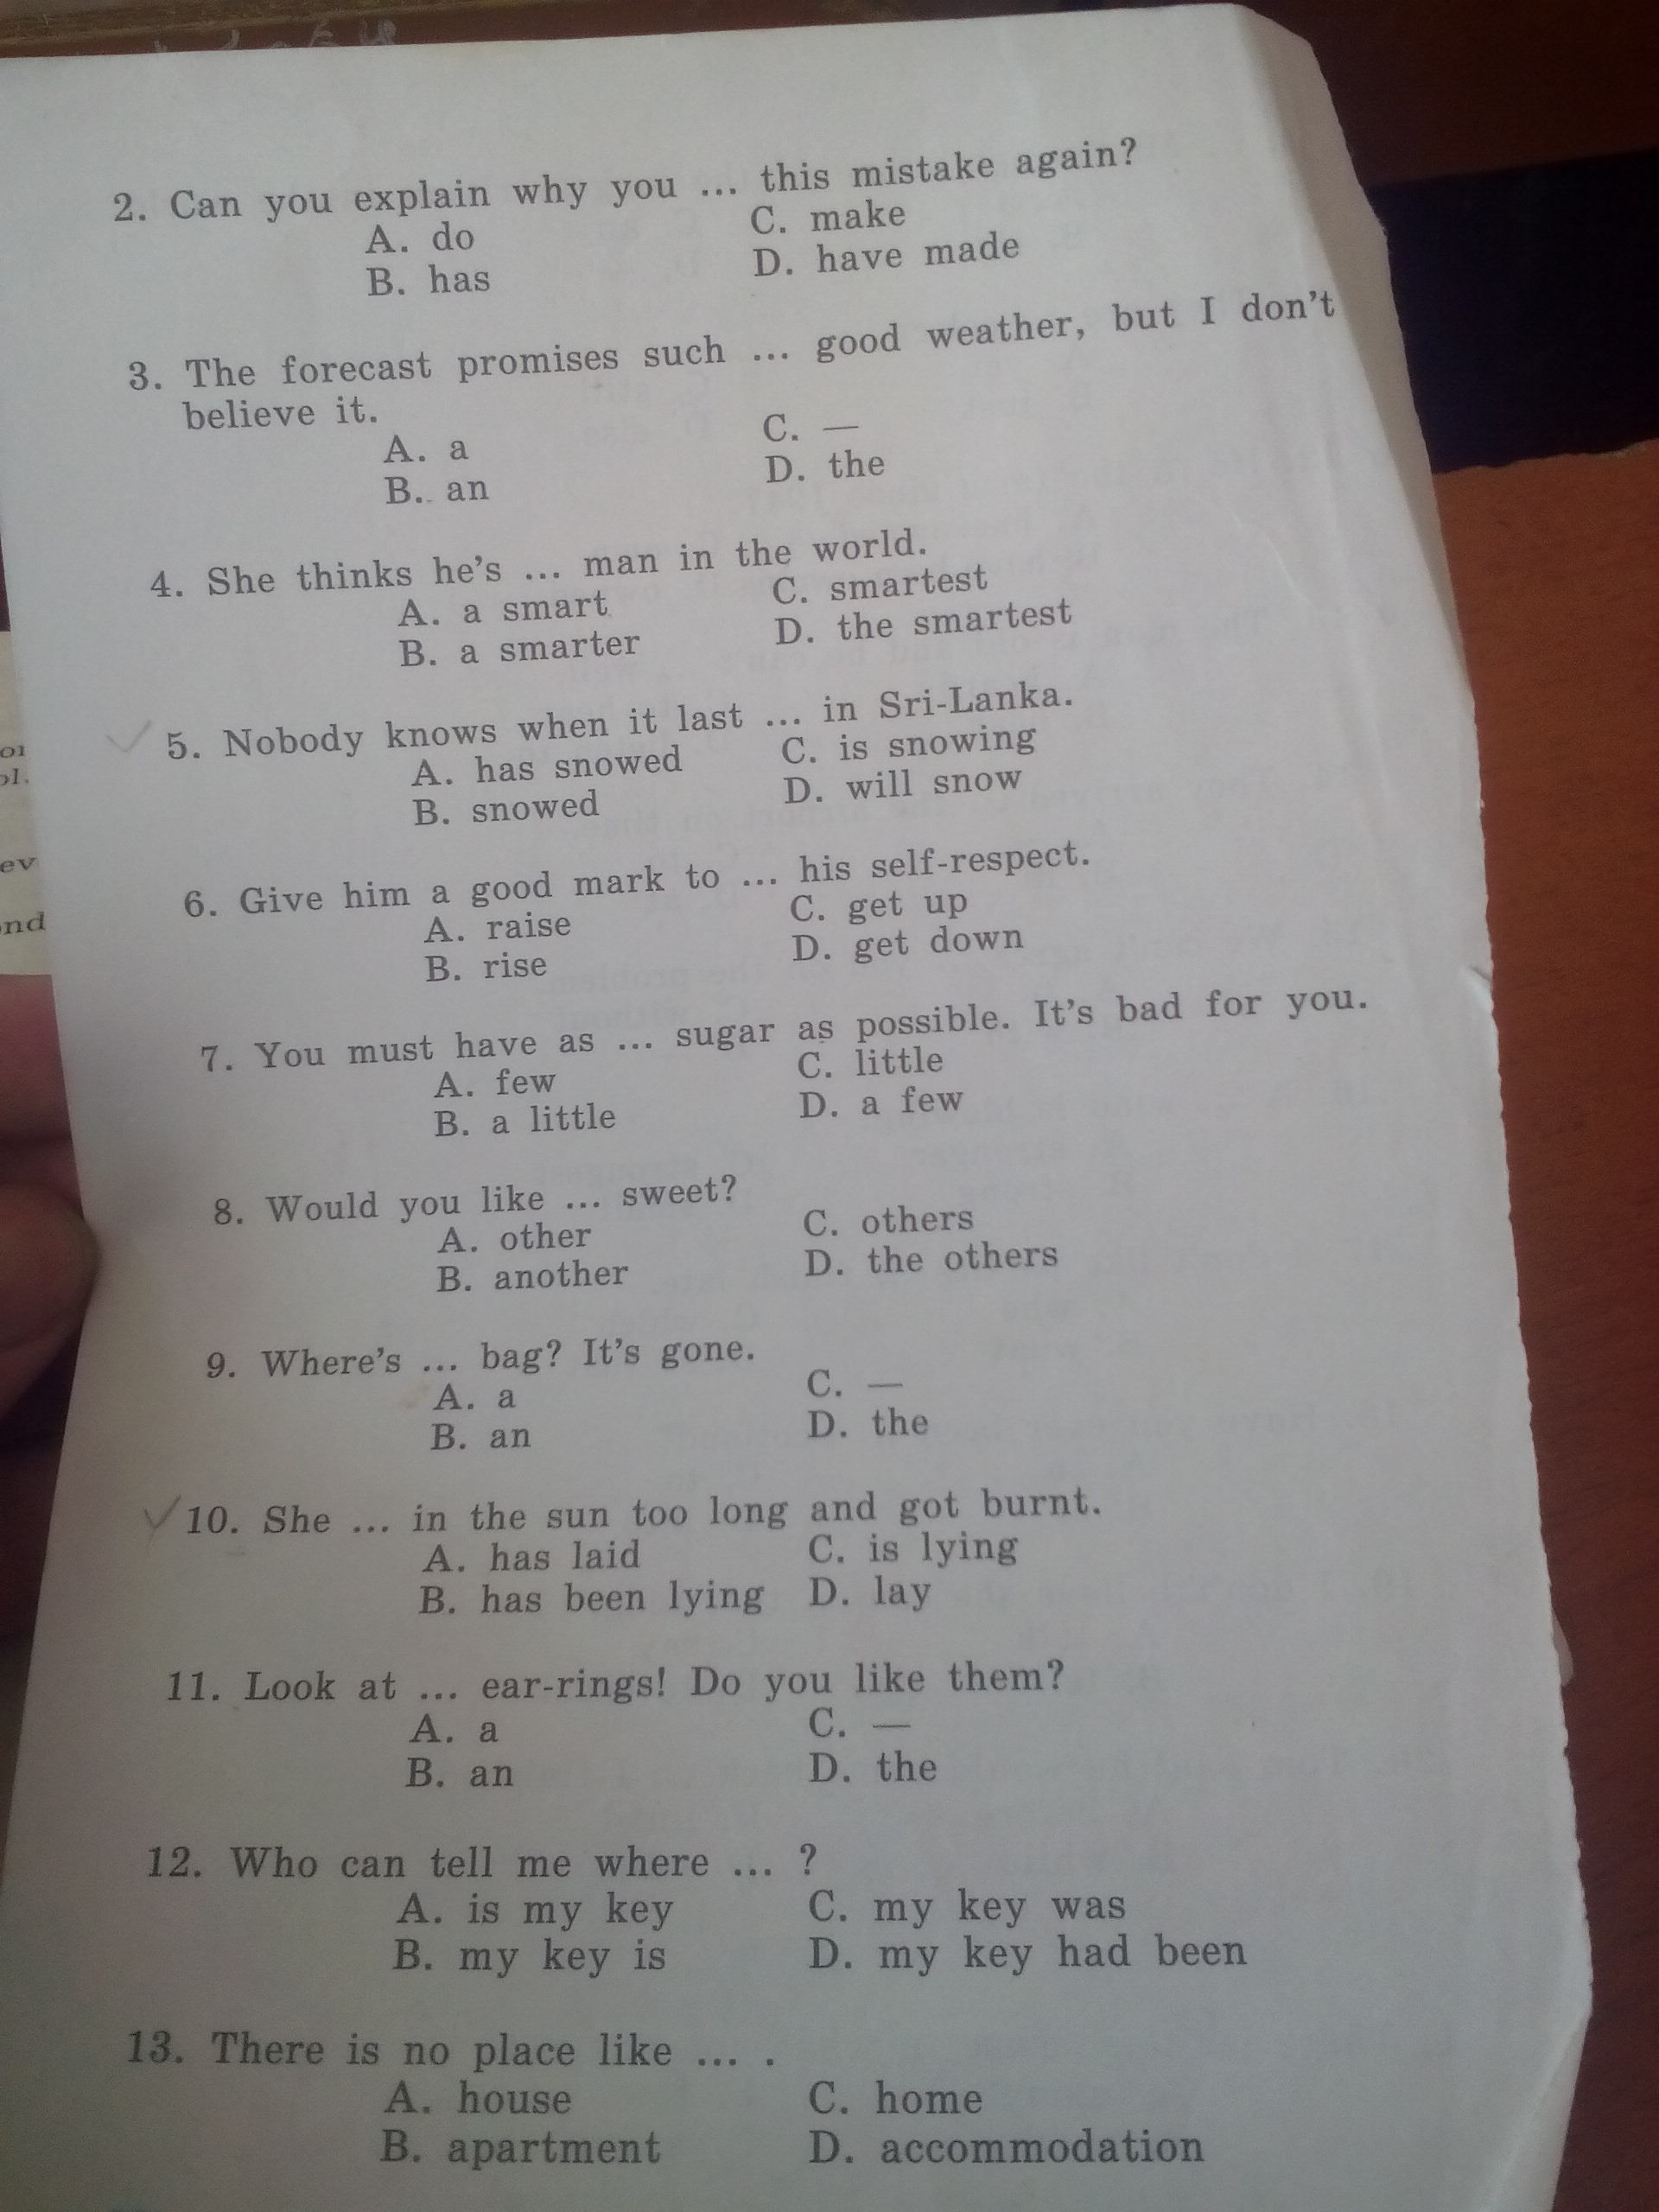 2. Can you explain why you ... this mistake again?
A. do C. make
B. has D. have made
3. The forecast promises such ... good weather, but I don't
believe it.
A. a C. —
B. an D. the
4. She thinks he's ... man in the world.
A. a smart C. smartest
B. a smarter D. the smartest
5. Nobody knows when it last ... in Sri-Lanka.
A. has snowed C. is snowing
B. snowed D. will snow
6. Give him a good mark to ... his self-respect.
A. raise C. get up
B. rise D. get down
7. You must have as ... sugar as possible. It's bad for you.
A. few C. little
B. a little D. a few
8. Would you like ... sweet?
A. other C. others
B. another D. the others
9. Where's ... bag? It's gone.
A. a C. —
B. an D. the
10. She ... in the sun too long and got burnt.
A. has laid C. is lying
B. has been lying D. lay
11. Look at ... ear-rings! Do you like them?
A. a C. —
B. an D. the
12. Who can tell me where ... ?
A. is my key C. my key was
B. my key is D. my key had been
13. There is no place like ... .
A. house C. home
B. apartment D. accommodation